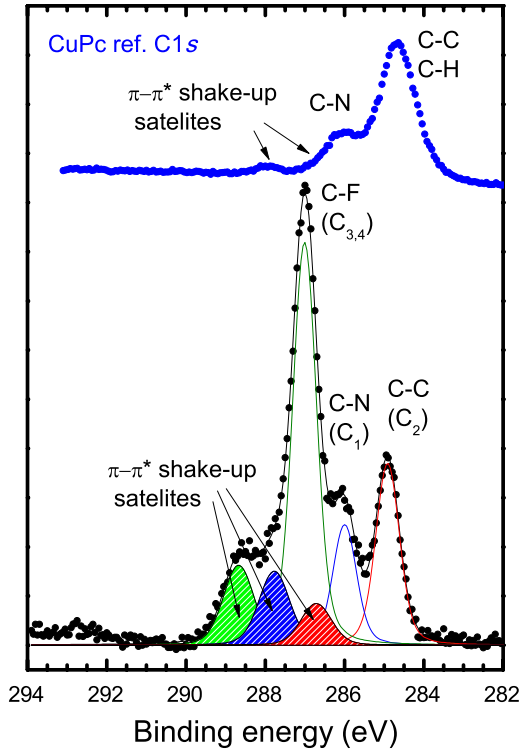 CuPc ref. C1s
C-C
C-H
π–π* shake-up
satelites
C-N
C-F
(C3,4)
C-N
(C1)
C-C
(C2)
π–π* shake-up
satelites
294 292 290 288 286 284 282
Binding energy (eV)